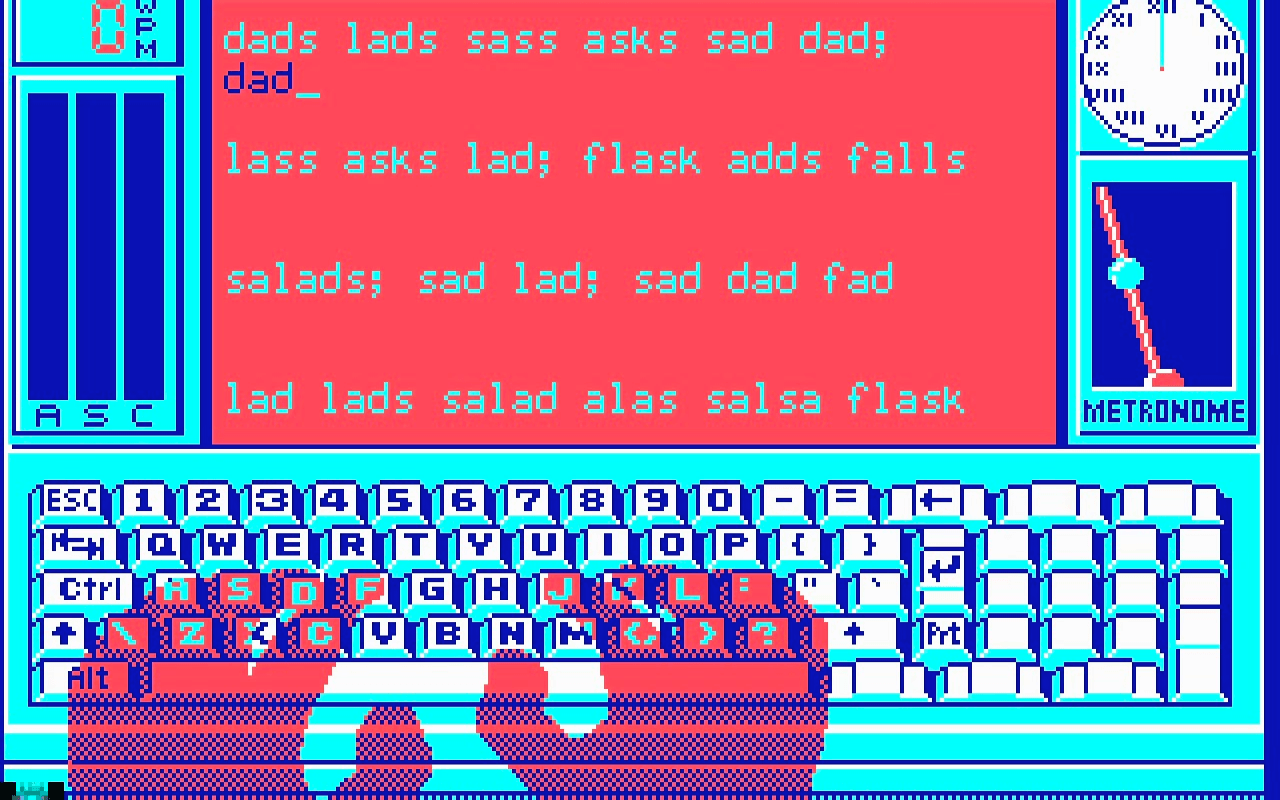 0 WPM
dads lads sass asks sad dad;
dad_
lass asks lad; flask adds falls
salads; sad lad; sad dad fad
lad lads salad alas salsa flask
A S C
XI XII I
X II
IX III
VIII IIII
VII VI V
METRONOME
ESC 1 2 3 4 5 6 7 8 9 0 - = ←
Q W E R T Y U I O P { }
Ctrl A S D F G H J K L : " `
\ Z X C V B N M < > ? + Prt
Alt